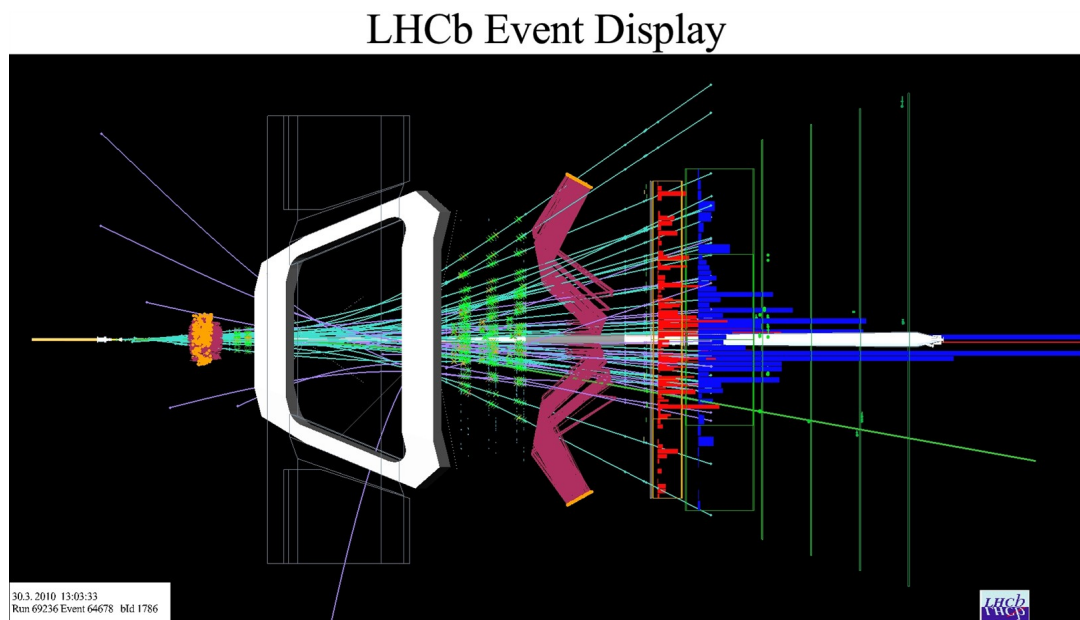 LHCb Event Display
30.3. 2010 13:03:33
Run 69236 Event 64678 bId 1786
LHCb